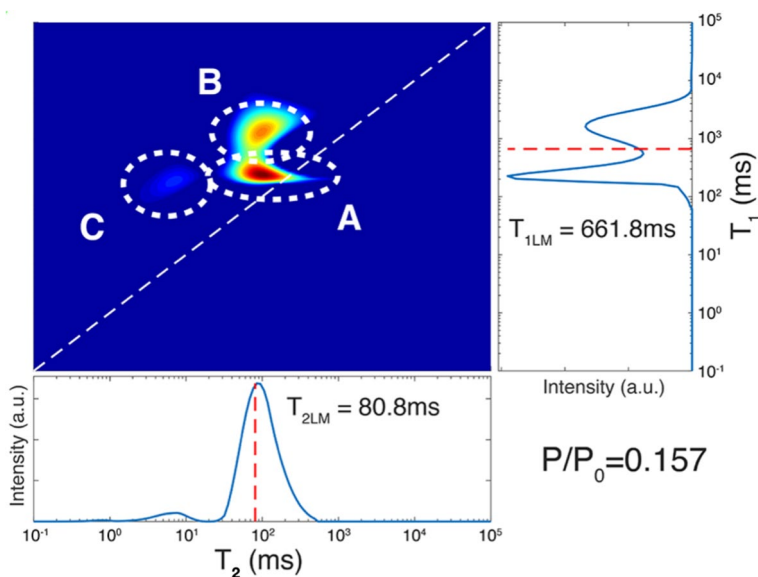 B
C
A
10⁵
10⁴
10³
10²
10¹
10⁰
10⁻¹
T₁ (ms)
T₁LM = 661.8ms
Intensity (a.u.)
Intensity (a.u.)
T₂LM = 80.8ms
P/P₀=0.157
10⁻¹ 10⁰ 10¹ 10² 10³ 10⁴ 10⁵
T₂ (ms)